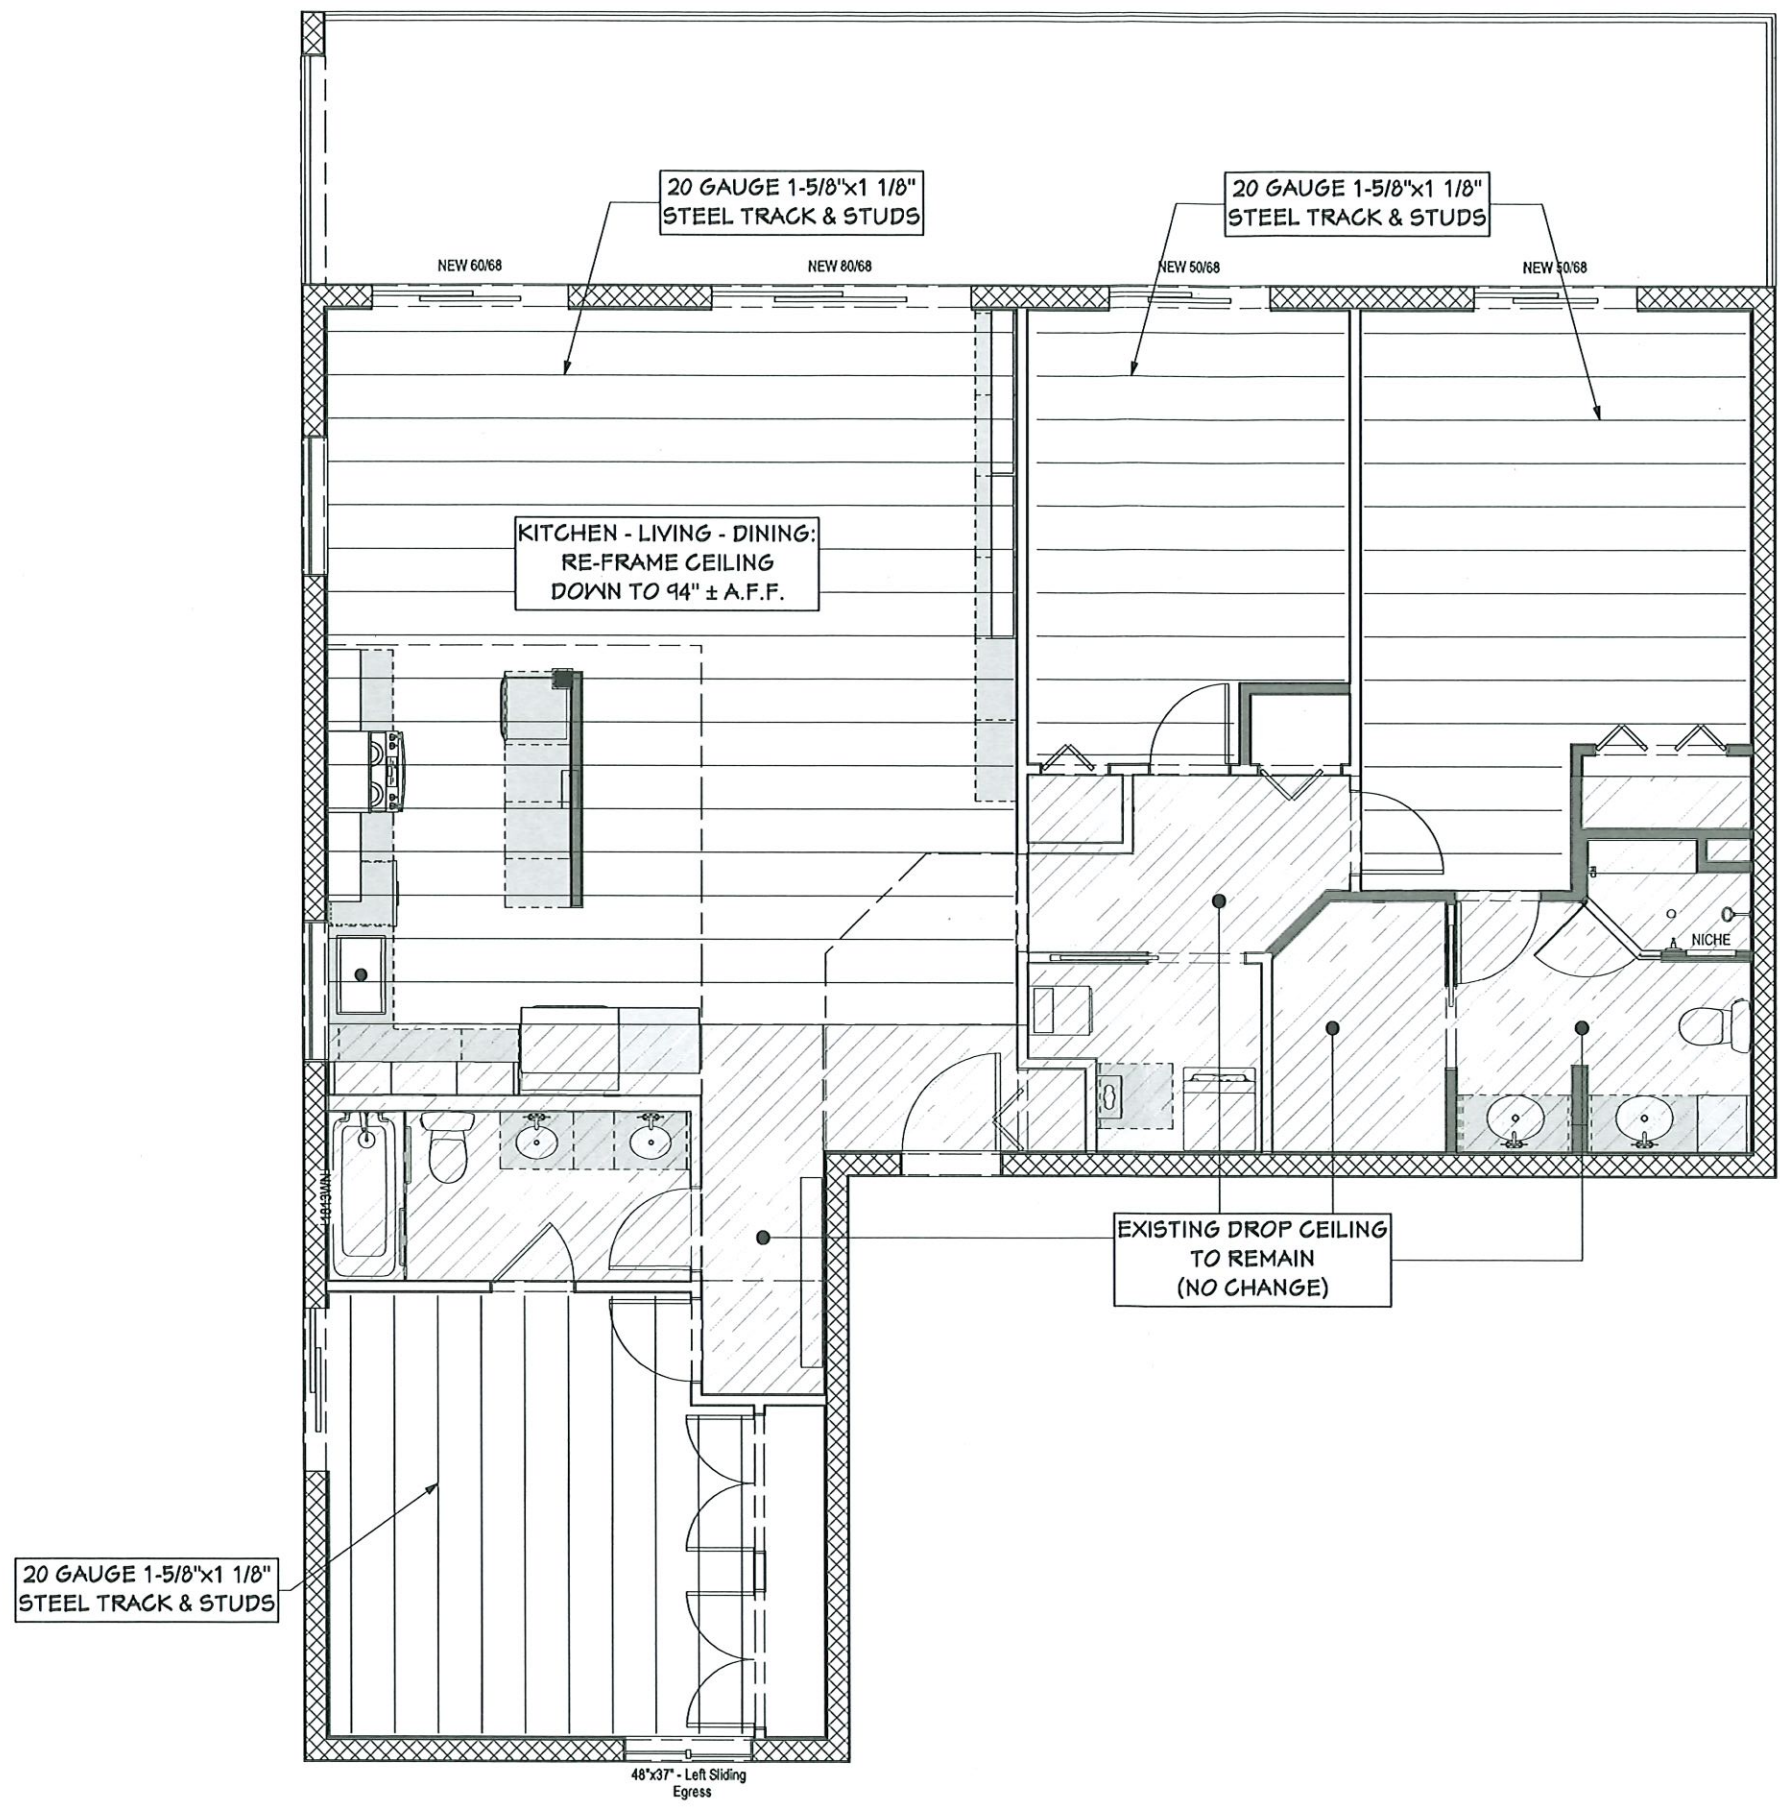 20 GAUGE 1-5/8"x1 1/8"
STEEL TRACK & STUDS
20 GAUGE 1-5/8"x1 1/8"
STEEL TRACK & STUDS
NEW 60/68
NEW 80/68
NEW 50/68
NEW 50/68
KITCHEN - LIVING - DINING:
RE-FRAME CEILING
DOWN TO 94" ± A.F.F.
NICHE
1813WN
EXISTING DROP CEILING
TO REMAIN
(NO CHANGE)
20 GAUGE 1-5/8"x1 1/8"
STEEL TRACK & STUDS
48"x37" - Left Sliding
Egress